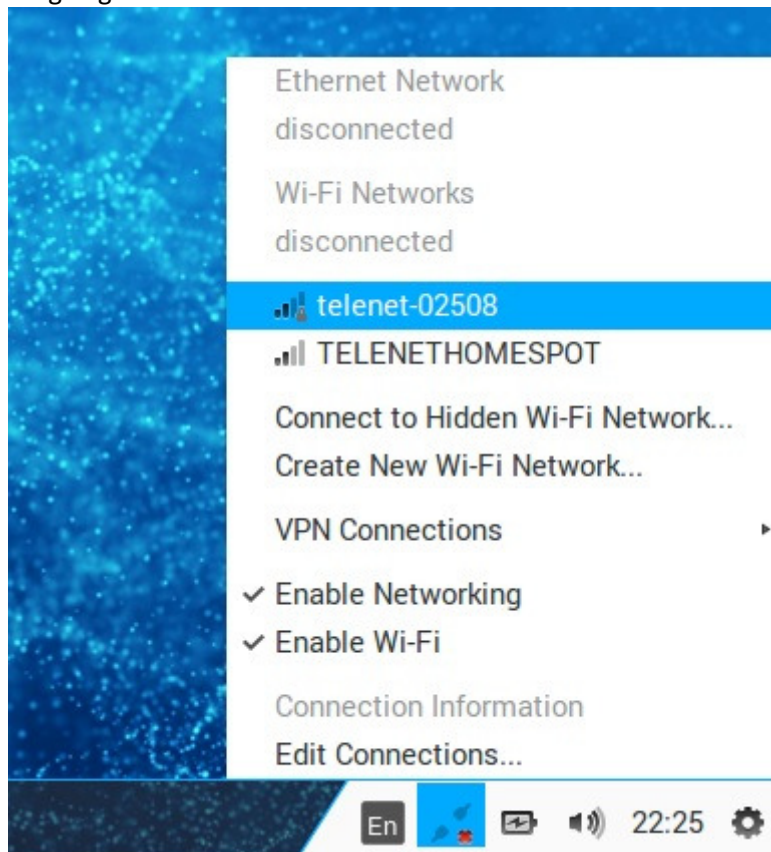 Ethernet Network
disconnected
Wi-Fi Networks
disconnected
telenet-02508
TELENETHOMESPOT
Connect to Hidden Wi-Fi Network...
Create New Wi-Fi Network...
VPN Connections
Enable Networking
Enable Wi-Fi
Connection Information
Edit Connections...
En 22:25